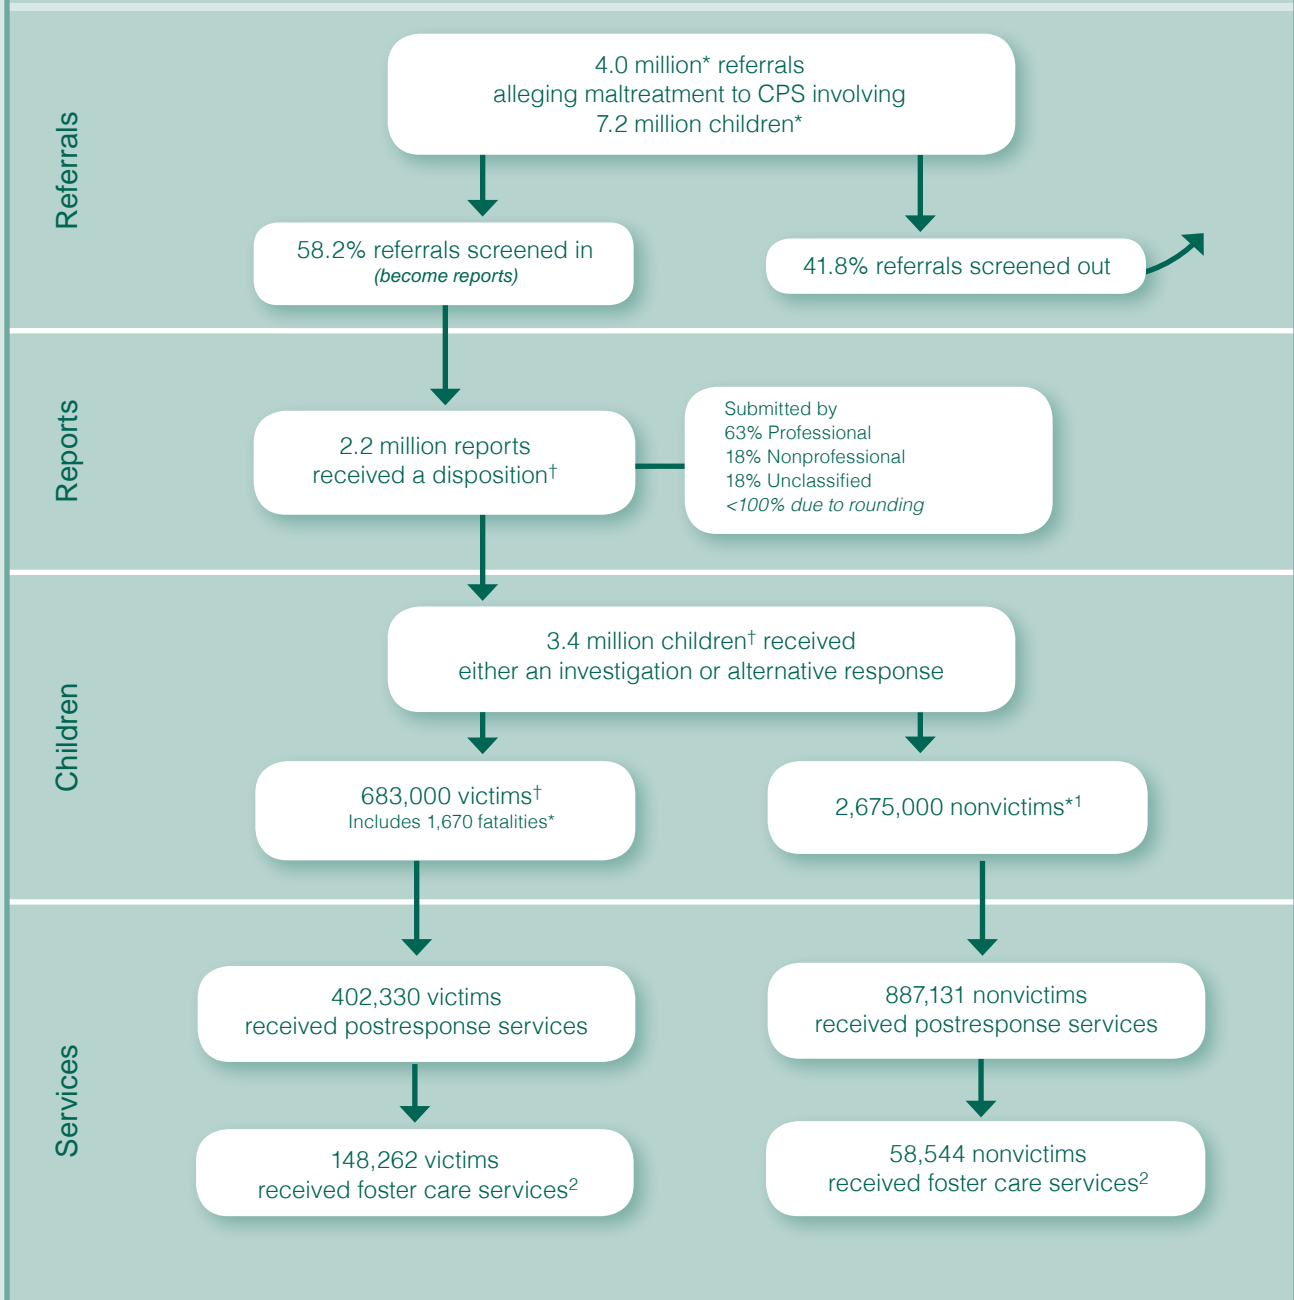 Referrals
4.0 million* referrals
alleging maltreatment to CPS involving
7.2 million children*
58.2% referrals screened in
(become reports)
41.8% referrals screened out
Reports
2.2 million reports
received a disposition†
Submitted by
63% Professional
18% Nonprofessional
18% Unclassified
<100% due to rounding
Children
3.4 million children† received
either an investigation or alternative response
683,000 victims†
Includes 1,670 fatalities*
2,675,000 nonvictims*1
Services
402,330 victims
received postresponse services
887,131 nonvictims
received postresponse services
148,262 victims
received foster care services2
58,544 nonvictims
received foster care services2